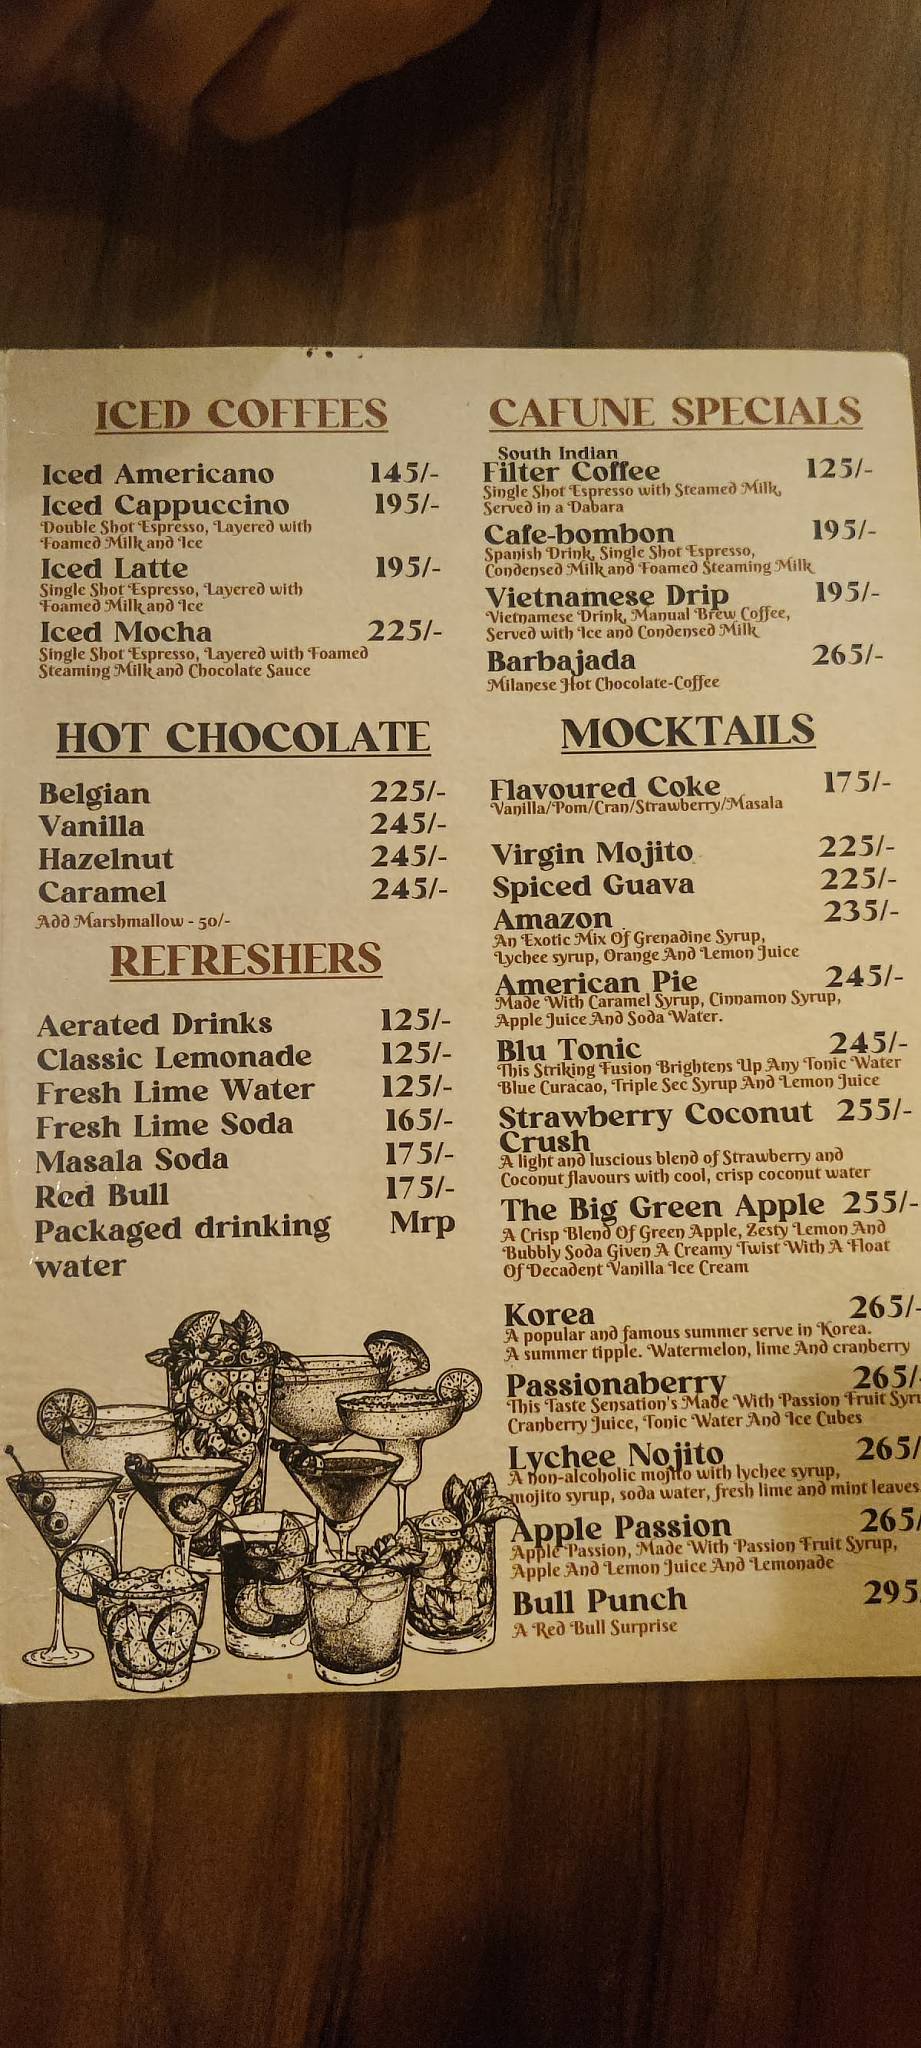 ICED COFFEES
Iced Americano 145/-
Iced Cappuccino 195/-
Double Shot Espresso, Layered with
Foamed Milk and Ice
Iced Latte 195/-
Single Shot Espresso, Layered with
Foamed Milk and Ice
Iced Mocha 225/-
Single Shot Espresso, Layered with Foamed
Steaming Milk and Chocolate Sauce
HOT CHOCOLATE
Belgian 225/-
Vanilla 245/-
Hazelnut 245/-
Caramel 245/-
Add Marshmallow - 50/-
REFRESHERS
Aerated Drinks 125/-
Classic Lemonade 125/-
Fresh Lime Water 125/-
Fresh Lime Soda 165/-
Masala Soda 175/-
Red Bull 175/-
Packaged drinking Mrp
water
CAFUNE SPECIALS
South Indian
Filter Coffee 125/-
Single Shot Espresso with Steamed Milk,
Served in a Dabara
Cafe-bombon 195/-
Spanish Drink, Single Shot Espresso,
Condensed Milk and Foamed Steaming Milk
Vietnamese Drip 195/-
Vietnamese Drink, Manual Brew Coffee,
Served with Ice and Condensed Milk
Barbajada 265/-
Milanese Hot Chocolate-Coffee
MOCKTAILS
Flavoured Coke 175/-
Vanilla/Pom/Cran/Strawberry/Masala
Virgin Mojito 225/-
Spiced Guava 225/-
Amazon 235/-
An Exotic Mix Of Grenadine Syrup,
Lychee syrup, Orange And Lemon Juice
American Pie 245/-
Made With Caramel Syrup, Cinnamon Syrup,
Apple Juice And Soda Water.
Blu Tonic 245/-
This Striking Fusion Brightens Up Any Tonic Water
Blue Curacao, Triple Sec Syrup And Lemon Juice
Strawberry Coconut 255/-
Crush
A light and luscious blend of Strawberry and
Coconut flavours with cool, crisp coconut water
The Big Green Apple 255/-
A Crisp Blend Of Green Apple, Zesty Lemon And
Bubbly Soda Given A Creamy Twist With A Float
Of Decadent Vanilla Ice Cream
Korea 265/-
A popular and famous summer serve in Korea.
A summer tipple. Watermelon, lime And cranberry
Passionaberry 265/-
This Taste Sensation's Made With Passion Fruit Syru
Cranberry Juice, Tonic Water And Ice Cubes
Lychee Nojito 265/
A non-alcoholic mojito with lychee syrup,
mojito syrup, soda water, fresh lime and mint leaves
Apple Passion 265/
Apple Passion, Made With Passion Fruit Syrup,
Apple And Lemon Juice And Lemonade
Bull Punch 295
A Red Bull Surprise